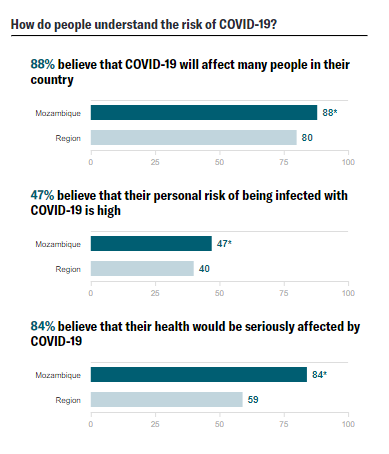 How do people understand the risk of COVID-19?
88% believe that COVID-19 will affect many people in their
country
Mozambique 88*
Region 80
0 25 50 75 100
47% believe that their personal risk of being infected with
COVID-19 is high
Mozambique 47*
Region 40
0 25 50 75 100
84% believe that their health would be seriously affected by
COVID-19
Mozambique 84*
Region 59
0 25 50 75 100